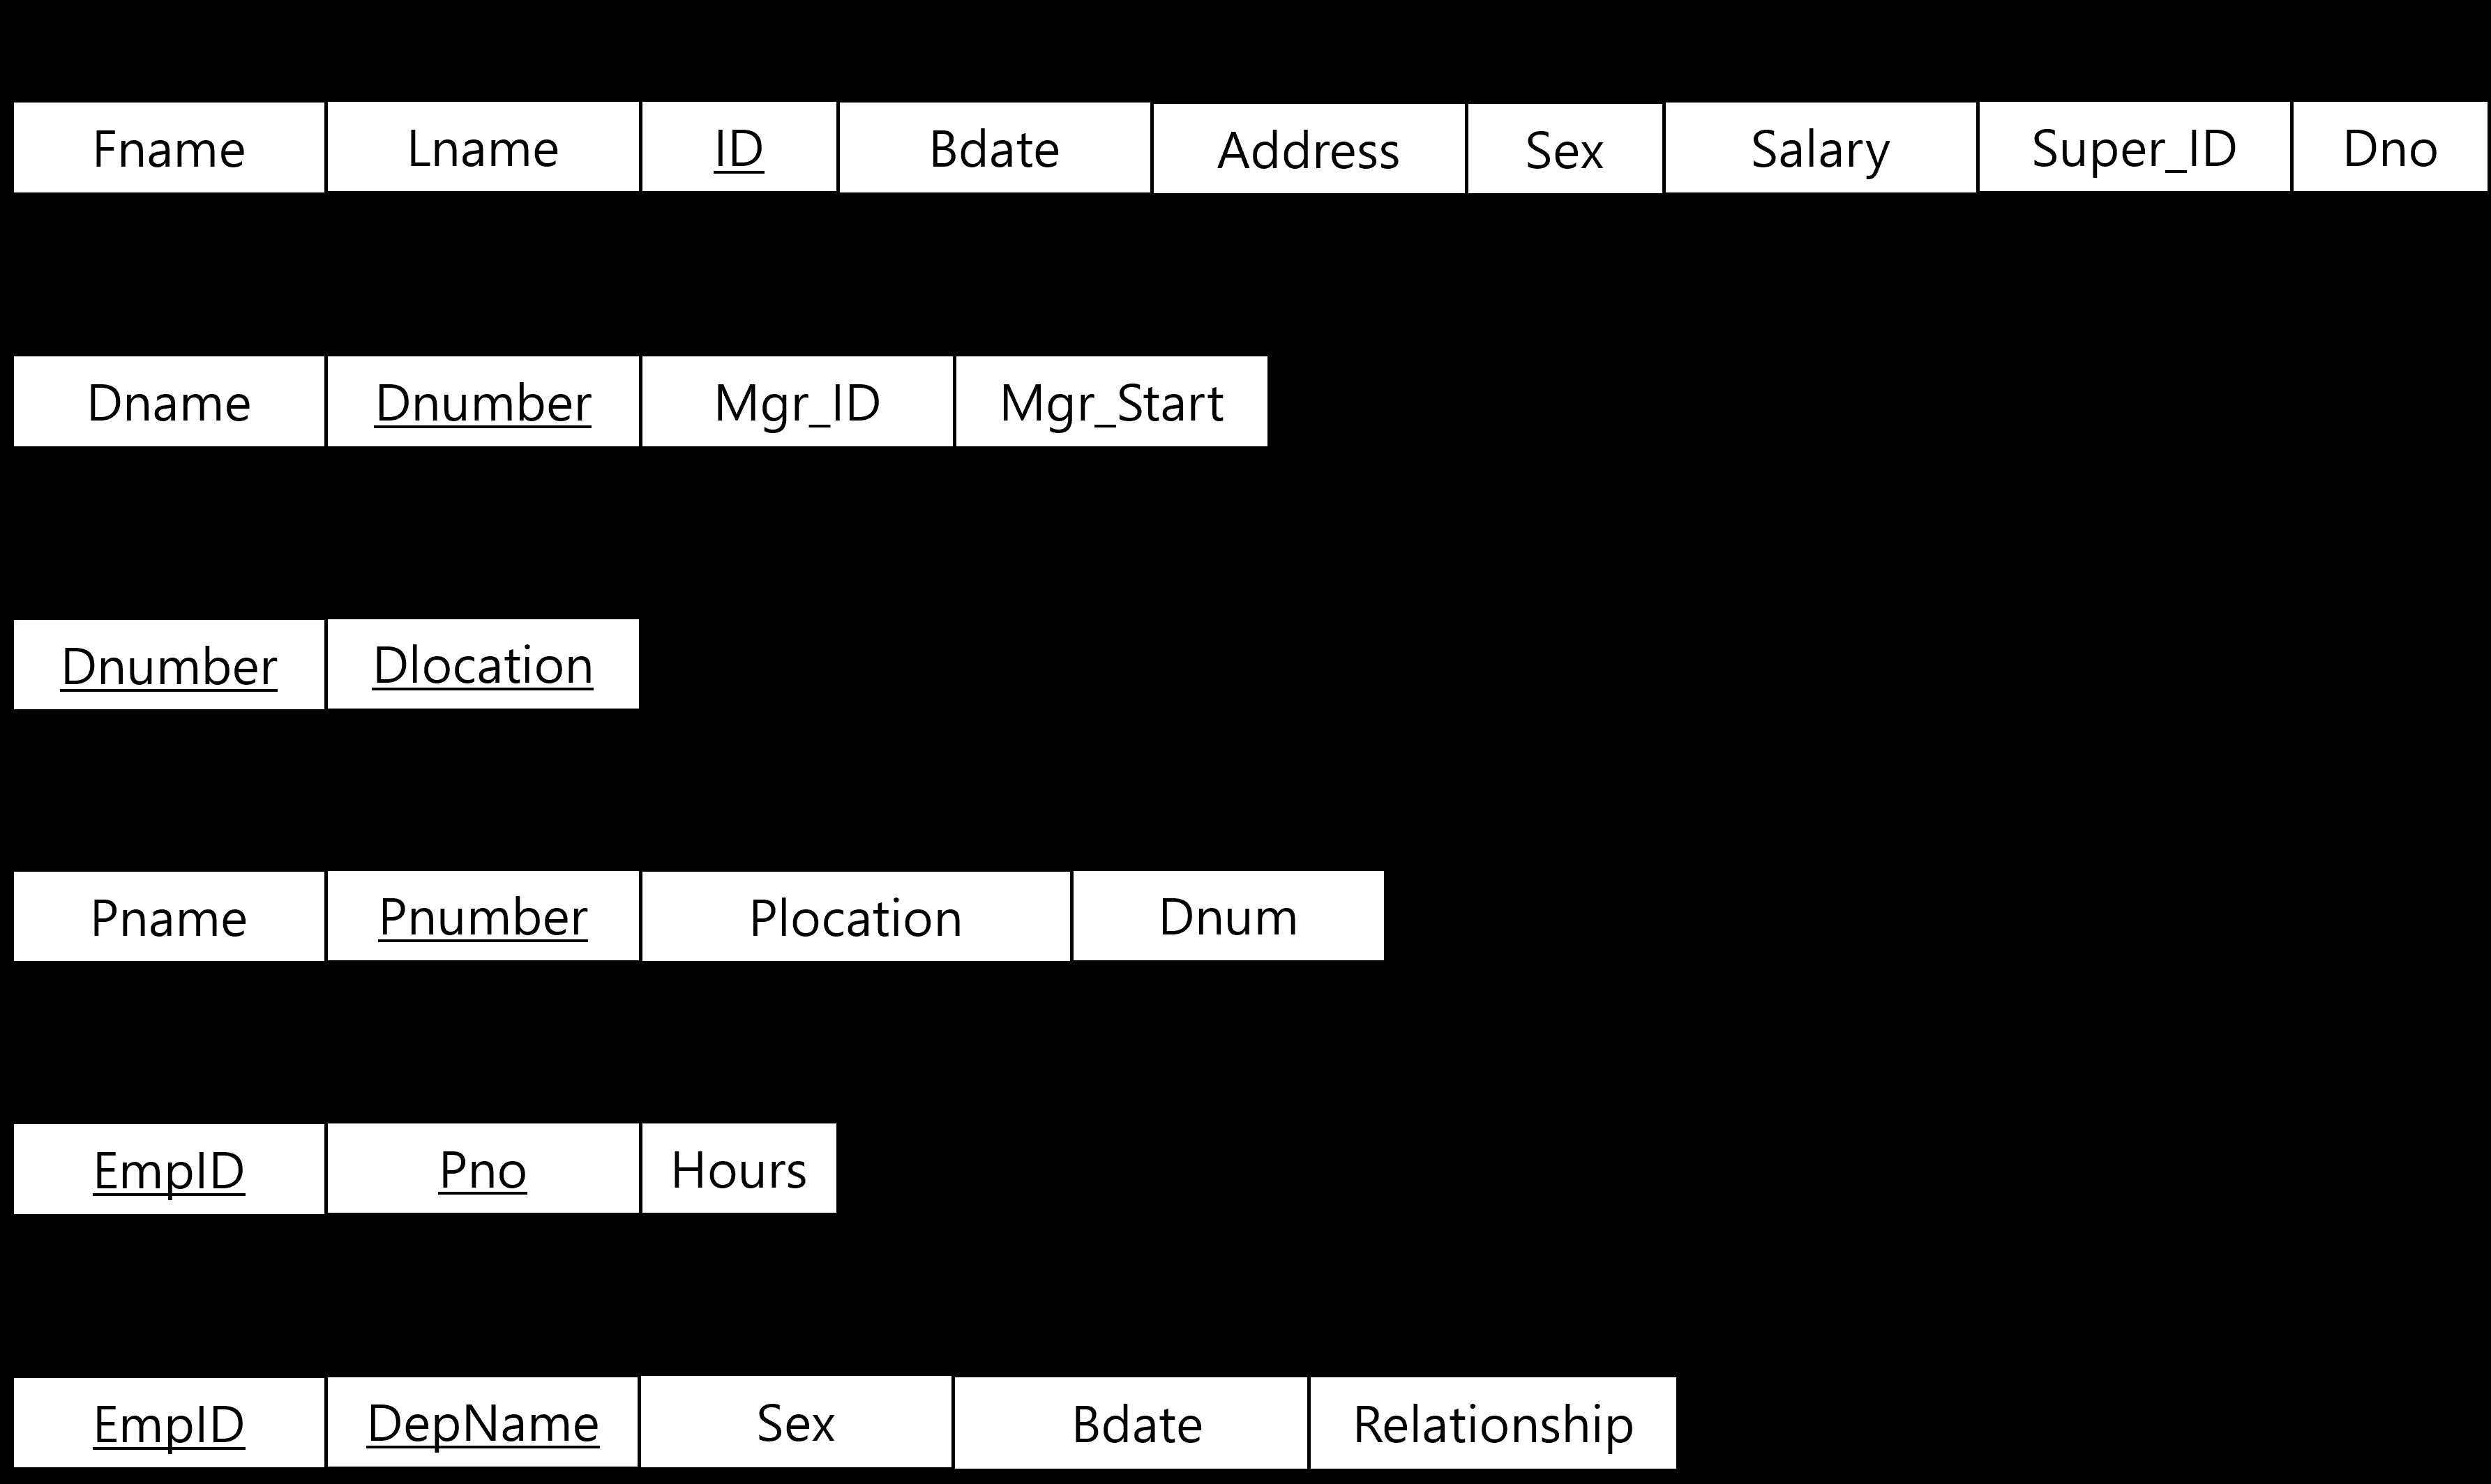 Fname Lname ID Bdate Address Sex Salary Super_ID Dno
Dname Dnumber Mgr_ID Mgr_Start
Dnumber Dlocation
Pname Pnumber Plocation Dnum
EmpID Pno Hours
EmpID DepName Sex Bdate Relationship